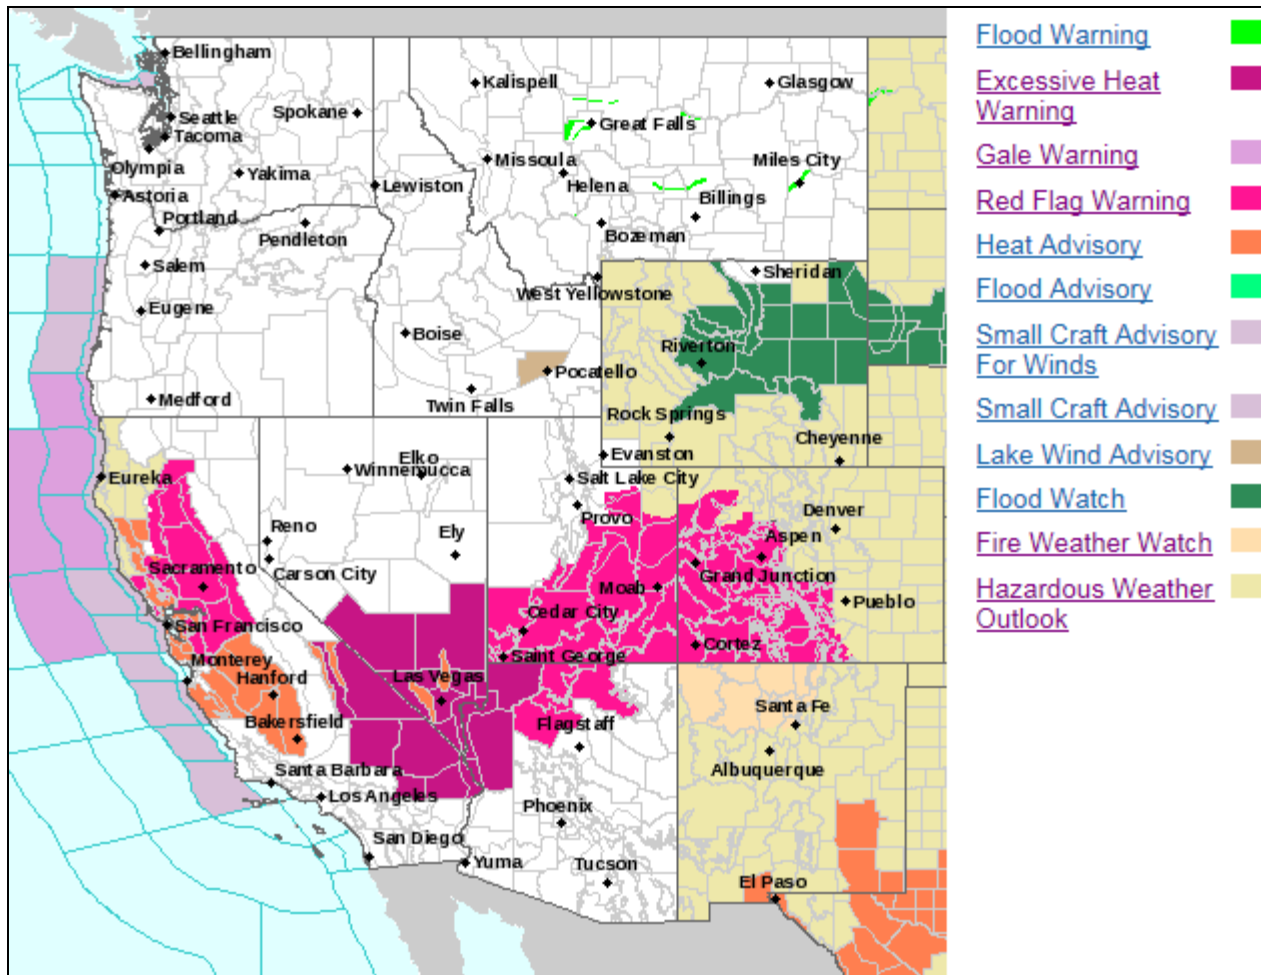 Bellingham
Kalispell
Glasgow
Seattle
Spokane
Great Falls
Tacoma
Olympia
Missoula
Miles City
Yakima
Helena
Astoria
Lewiston
Billings
Portland
Pendleton
Bozeman
Salem
Sheridan
West Yellowstone
Eugene
Boise
Riverton
Pocatello
Medford
Twin Falls
Rock Springs
Cheyenne
Elko
Evanston
Winnemucca
Eureka
Salt Lake City
Provo
Denver
Reno
Ely
Aspen
Sacramento
Carson City
Grand Junction
Moab
Pueblo
Cedar City
San Francisco
Cortez
Saint George
Monterey
Hanford
Las Vegas
Santa Fe
Bakersfield
Flagstaff
Santa Barbara
Albuquerque
Los Angeles
Phoenix
San Diego
Yuma
Tucson
El Paso
Flood Warning
Excessive Heat
Warning
Gale Warning
Red Flag Warning
Heat Advisory
Flood Advisory
Small Craft Advisory
For Winds
Small Craft Advisory
Lake Wind Advisory
Flood Watch
Fire Weather Watch
Hazardous Weather
Outlook